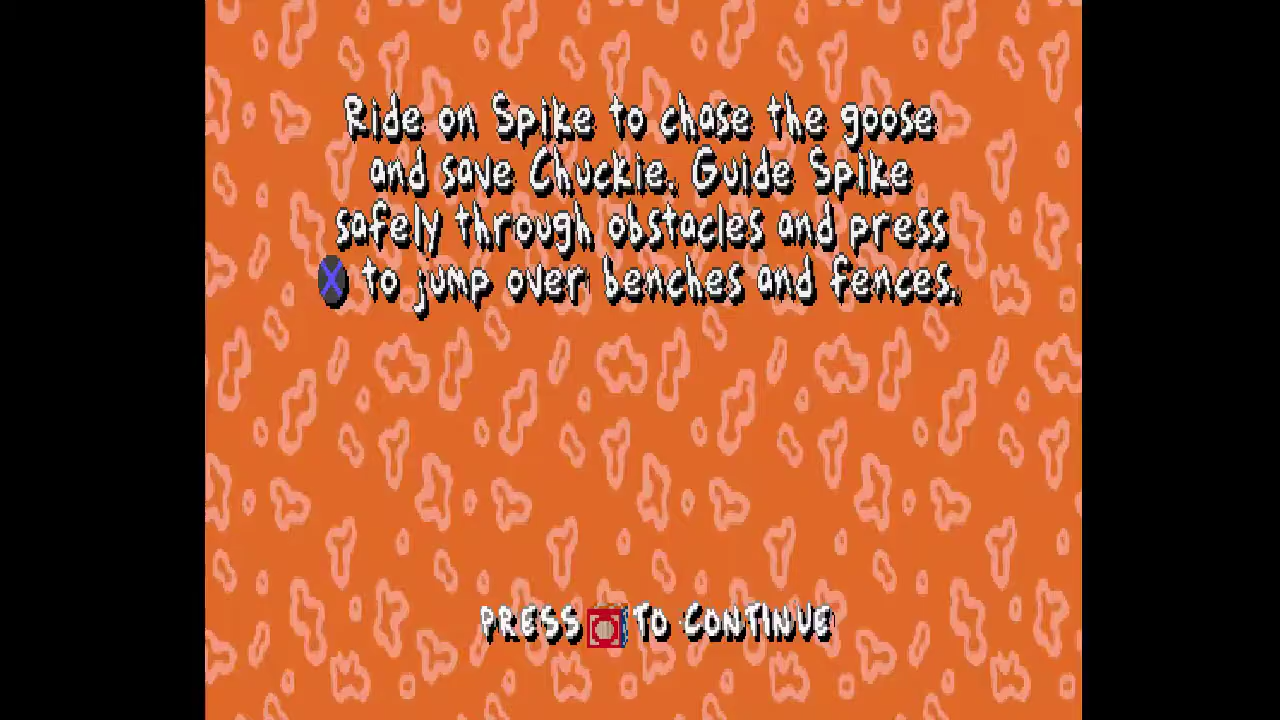 Ride on Spike to chase the goose
and save Chuckie. Guide Spike
safely through obstacles and press
X to jump over benches and fences.
PRESS TO CONTINUE